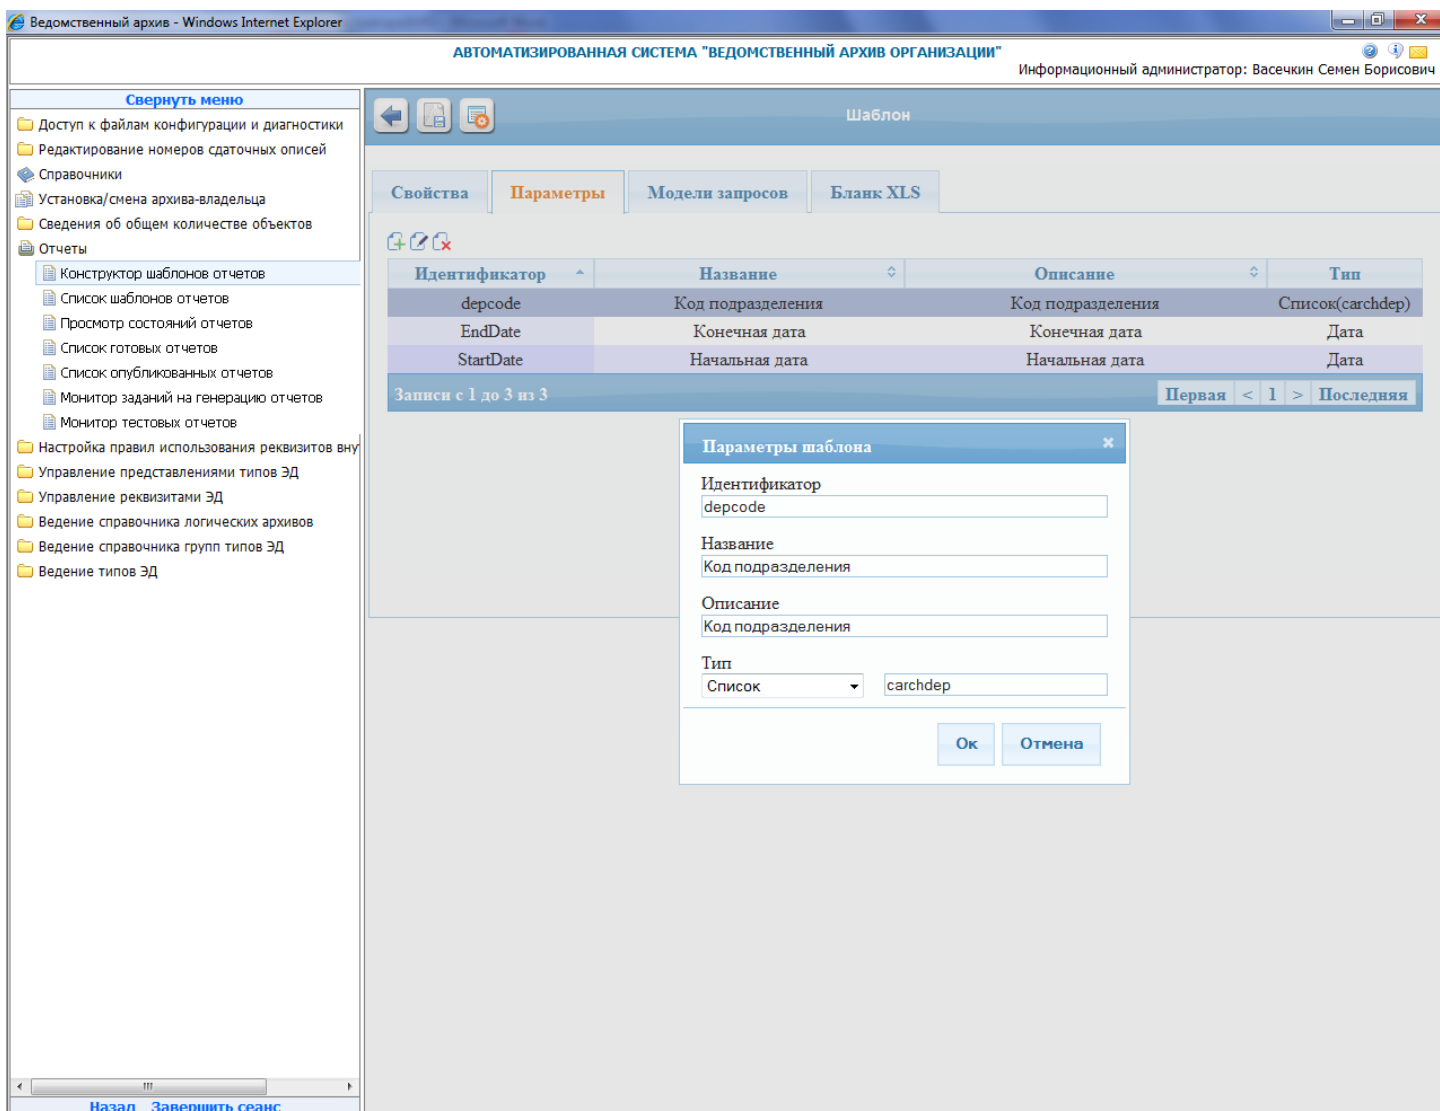 Ведомственный архив - Windows Internet Explorer
АВТОМАТИЗИРОВАННАЯ СИСТЕМА "ВЕДОМСТВЕННЫЙ АРХИВ ОРГАНИЗАЦИИ"
Информационный администратор: Васечкин Семен Борисович
Свернуть меню
Доступ к файлам конфигурации и диагностики
Редактирование номеров сдаточных описей
Справочники
Установка/смена архива-владельца
Сведения об общем количестве объектов
Отчеты
Конструктор шаблонов отчетов
Список шаблонов отчетов
Просмотр состояний отчетов
Список готовых отчетов
Список опубликованных отчетов
Монитор заданий на генерацию отчетов
Монитор тестовых отчетов
Настройка правил использования реквизитов вну
Управление представлениями типов ЭД
Управление реквизитами ЭД
Ведение справочника логических архивов
Ведение справочника групп типов ЭД
Ведение типов ЭД
Назад Завершить сеанс
Шаблон
Свойства Параметры Модели запросов Бланк XLS
Идентификатор Название Описание Тип
depcode Код подразделения Код подразделения Список(carchdep)
EndDate Конечная дата Конечная дата Дата
StartDate Начальная дата Начальная дата Дата
Записи с 1 до 3 из 3 Первая < 1 > Последняя
Параметры шаблона
Идентификатор
depcode
Название
Код подразделения
Описание
Код подразделения
Тип
Список carchdep
Ок Отмена